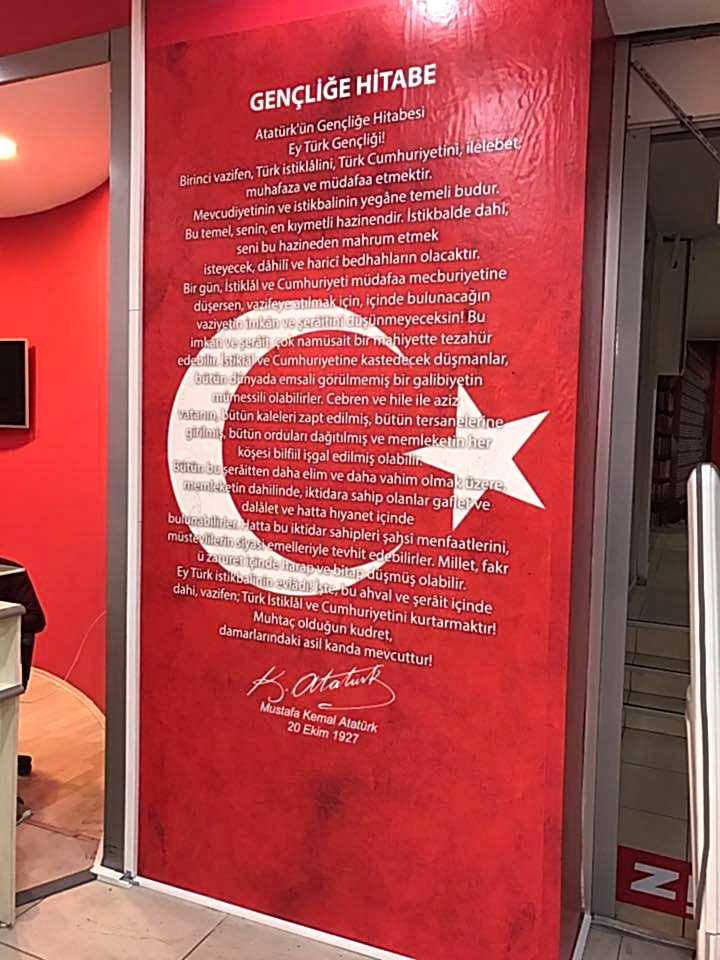 GENÇLİĞE HİTABE
Atatürk'ün Gençliğe Hitabesi
Ey Türk Gençliği!
Birinci vazifen, Türk istiklâlini, Türk Cumhuriyetini, ilelebet
muhafaza ve müdafaa etmektir.
Mevcudiyetinin ve istikbalinin yegâne temeli budur.
Bu temel, senin, en kıymetli hazinendir. İstikbalde dahi,
seni bu hazineden mahrum etmek
isteyecek, dâhilî ve haricî bedhahların olacaktır.
Bir gün, İstiklâl ve Cumhuriyeti müdafaa mecburiyetine
düşersen, vazifeye atılmak için, içinde bulunacağın
vaziyetin imkân ve şerâitini düşünmeyeceksin! Bu
imkân ve şerâit, çok namüsait bir mahiyette tezahür
edebilir. İstiklâl ve Cumhuriyetine kastedecek düşmanlar,
bütün dünyada emsali görülmemiş bir galibiyetin
mümessili olabilirler. Cebren ve hile ile aziz
vatanın, bütün kaleleri zapt edilmiş, bütün tersanelerine
girilmiş, bütün orduları dağıtılmış ve memleketin her
köşesi bilfiil işgal edilmiş olabilir.
Bütün bu şerâitten daha elim ve daha vahim olmak üzere,
memleketin dahilinde, iktidara sahip olanlar gaflet ve
dalâlet ve hatta hıyanet içinde
bulunabilirler. Hatta bu iktidar sahipleri şahsi menfaatlerini,
müstevlilerin siyasi emelleriyle tevhit edebilirler. Millet, fakr
ü zaruret içinde harap ve bitap düşmüş olabilir.
Ey Türk istikbalinin evlâdı! İşte, bu ahval ve şerâit içinde
dahi, vazifen; Türk İstiklâl ve Cumhuriyetini kurtarmaktır!
Muhtaç olduğun kudret,
damarlarındaki asil kanda mevcuttur!
K. Atatürk
Mustafa Kemal Atatürk
20 Ekim 1927
N